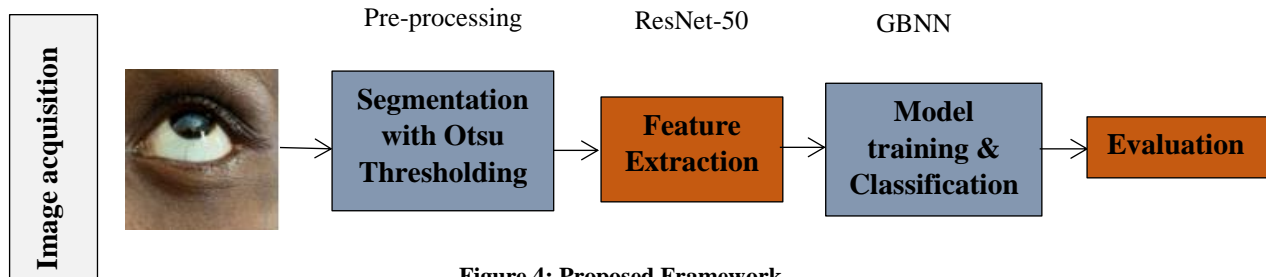 Image acquisition
Pre-processing
ResNet-50
GBNN
Segmentation
with Otsu
Thresholding
Feature
Extraction
Model
training &
Classification
Evaluation
Figure 4: Proposed Framework